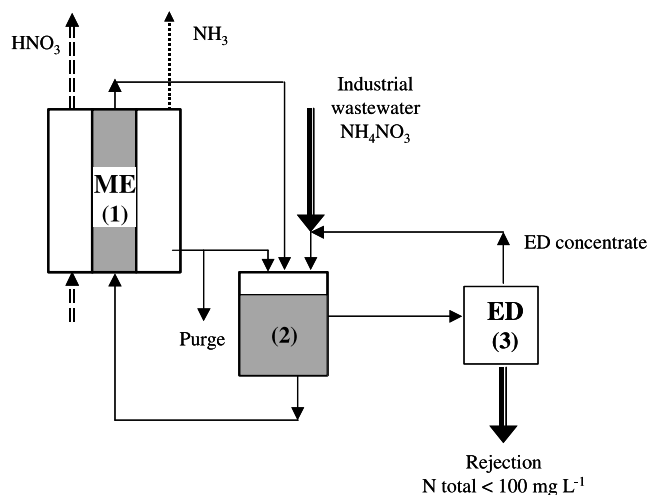 HNO₃
NH₃
Industrial
wastewater
NH₄NO₃
ME
(1)
ED concentrate
ED
(3)
(2)
Purge
Rejection
N total < 100 mg L⁻¹